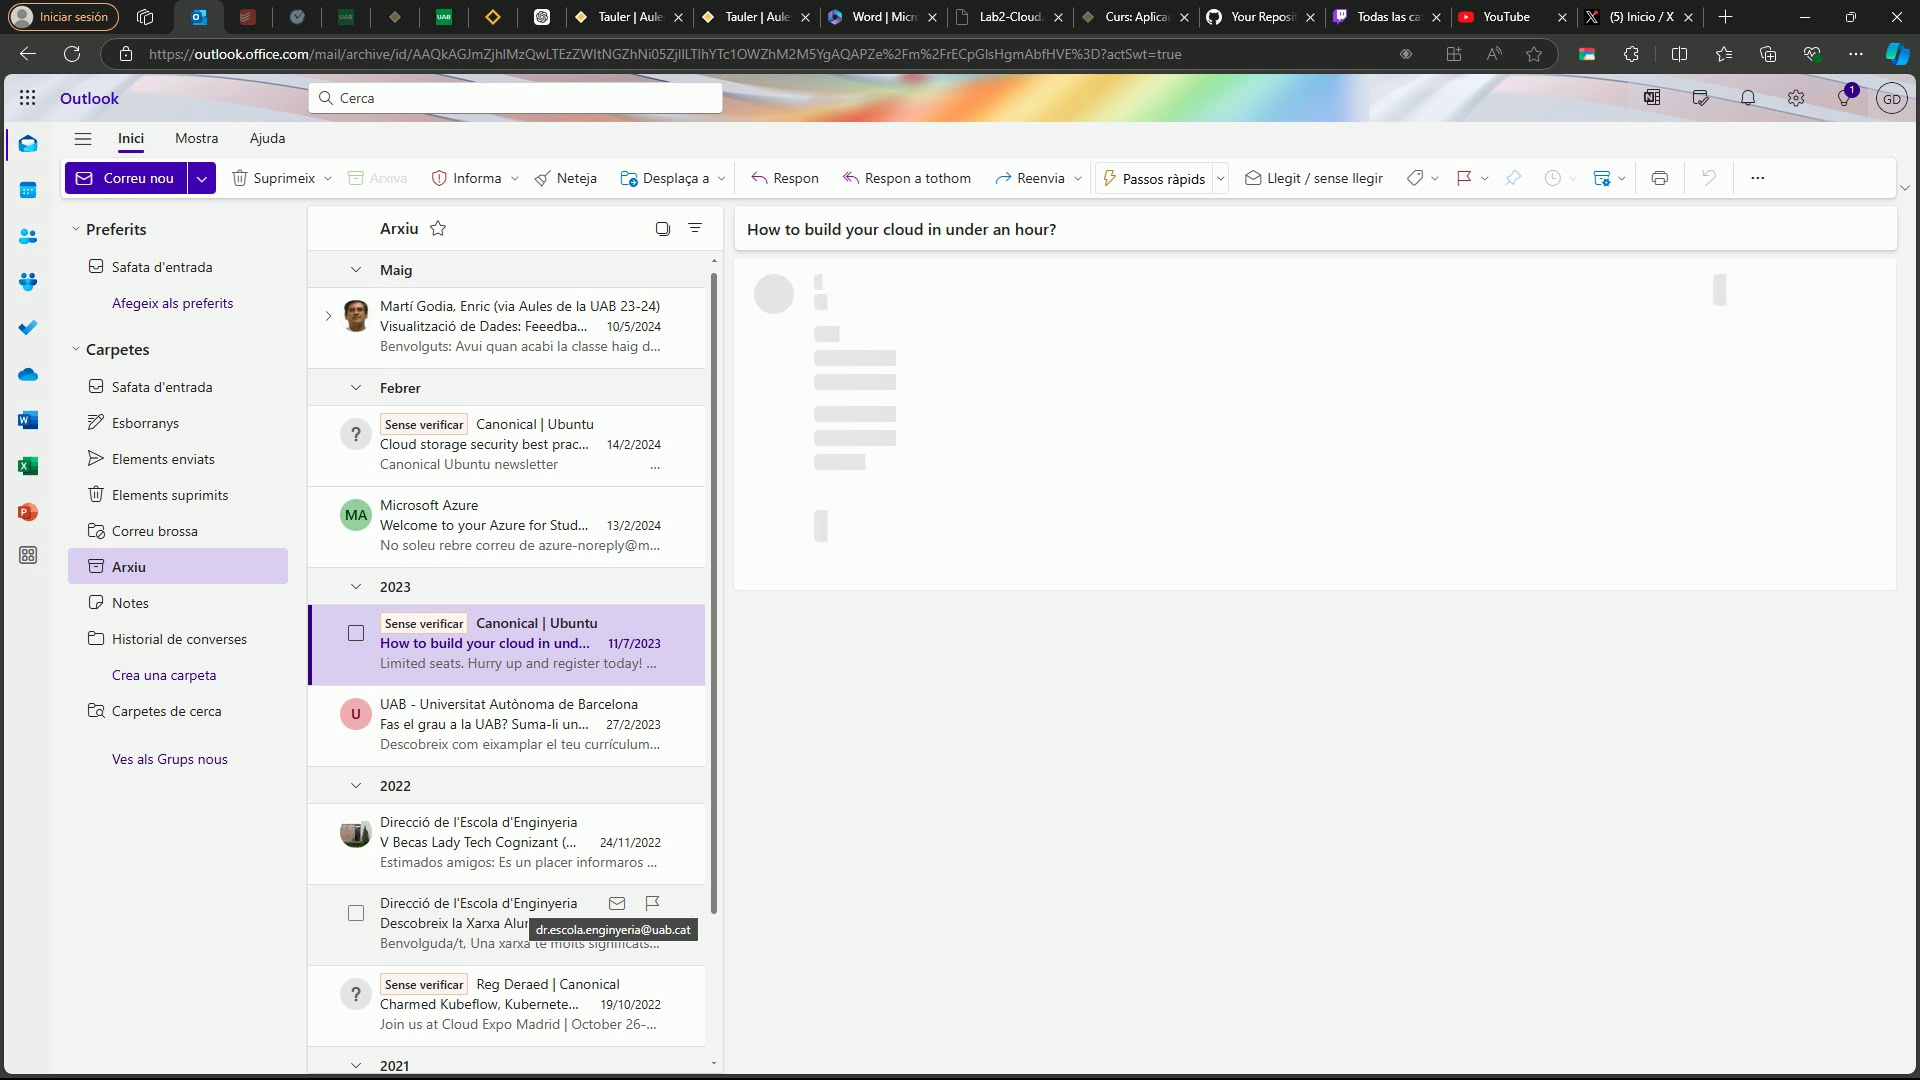 Iniciar sesión
Tauler | Aule
Tauler | Aule
Word | Micr
Lab2-Cloud
Curs: Aplica
Your Reposi
Todas las ca
YouTube
(5) Inicio / X
https://outlook.office.com/mail/archive/id/AAQkAGJmZjhlMzQwLTEzZWItNGZhNi05ZjllLTlhYTc1OWZhM2M5YgAQAPZe%2Fm%2FrECpGlsHgmAbfHVE%3D?actSwt=true
Outlook
Cerca
1
GD
Inici
Mostra
Ajuda
Correu nou
Suprimeix
Arxiva
Informa
Neteja
Desplaça a
Respon
Respon a tothom
Reenvia
Passos ràpids
Llegit / sense llegir
Preferits
Safata d'entrada
Afegeix als preferits
Carpetes
Safata d'entrada
Esborranys
Elements enviats
Elements suprimits
Correu brossa
Arxiu
Notes
Historial de converses
Crea una carpeta
Carpetes de cerca
Ves als Grups nous
Arxiu
Maig
Martí Godia, Enric (via Aules de la UAB 23-24)
Visualització de Dades: Feeedba... 10/5/2024
Benvolguts: Avui quan acabi la classe haig d...
Febrer
? Sense verificar Canonical | Ubuntu
Cloud storage security best prac... 14/2/2024
Canonical Ubuntu newsletter ...
MA Microsoft Azure
Welcome to your Azure for Stud... 13/2/2024
No soleu rebre correu de azure-noreply@m...
2023
Sense verificar Canonical | Ubuntu
How to build your cloud in und... 11/7/2023
Limited seats. Hurry up and register today! ...
U UAB - Universitat Autònoma de Barcelona
Fas el grau a la UAB? Suma-li un... 27/2/2023
Descobreix com eixamplar el teu currículum...
2022
Direcció de l'Escola d'Enginyeria
V Becas Lady Tech Cognizant (... 24/11/2022
Estimados amigos: Es un placer informaros ...
Direcció de l'Escola d'Enginyeria
Descobreix la Xarxa Alu
dr.escola.enginyeria@uab.cat
Benvolguda/t, Una xarxa té molts significats...
? Sense verificar Reg Deraed | Canonical
Charmed Kubeflow, Kubernete... 19/10/2022
Join us at Cloud Expo Madrid | October 26-...
2021
How to build your cloud in under an hour?